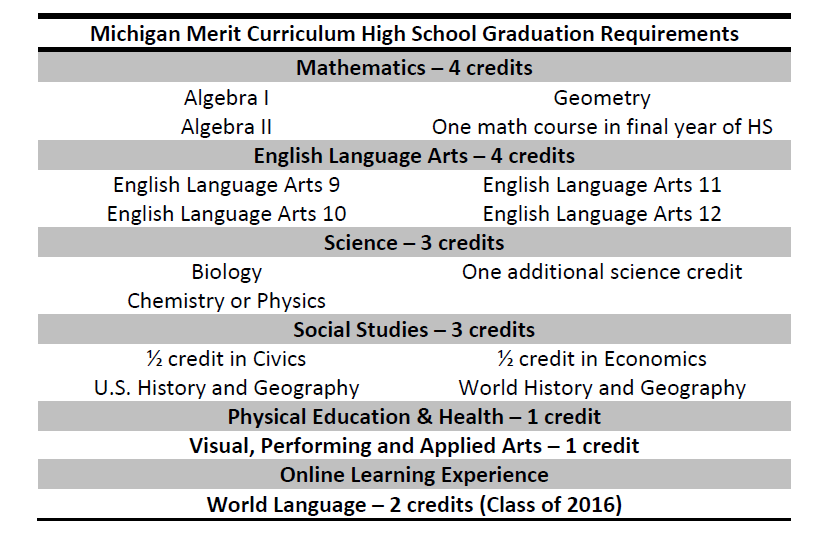 Michigan Merit Curriculum High School Graduation Requirements
Mathematics – 4 credits
Algebra I Geometry
Algebra II One math course in final year of HS
English Language Arts – 4 credits
English Language Arts 9 English Language Arts 11
English Language Arts 10 English Language Arts 12
Science – 3 credits
Biology One additional science credit
Chemistry or Physics
Social Studies – 3 credits
½ credit in Civics ½ credit in Economics
U.S. History and Geography World History and Geography
Physical Education & Health – 1 credit
Visual, Performing and Applied Arts – 1 credit
Online Learning Experience
World Language – 2 credits (Class of 2016)